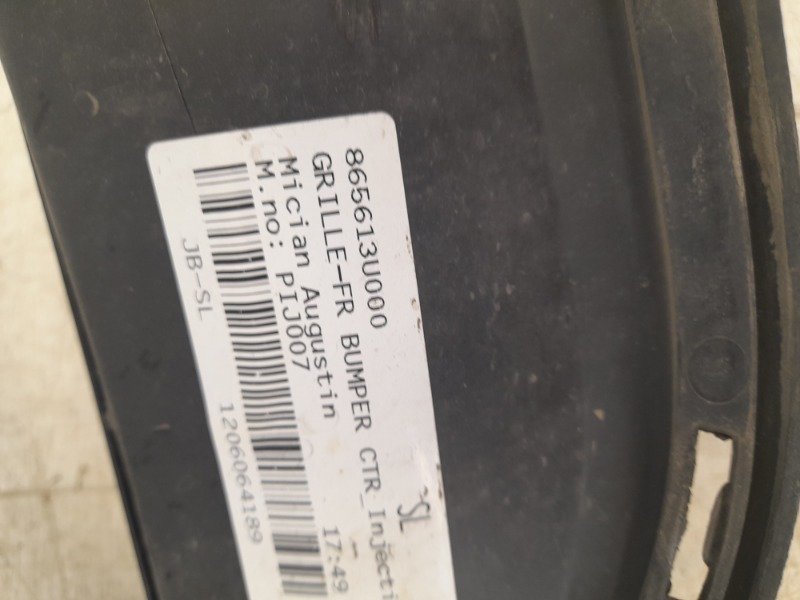 865613U000
GRILLE-FR BUMPER CTR_Injecti
Mician Augustin 17:49
M.no: PIJ007
JB-SL 1206064189
SL